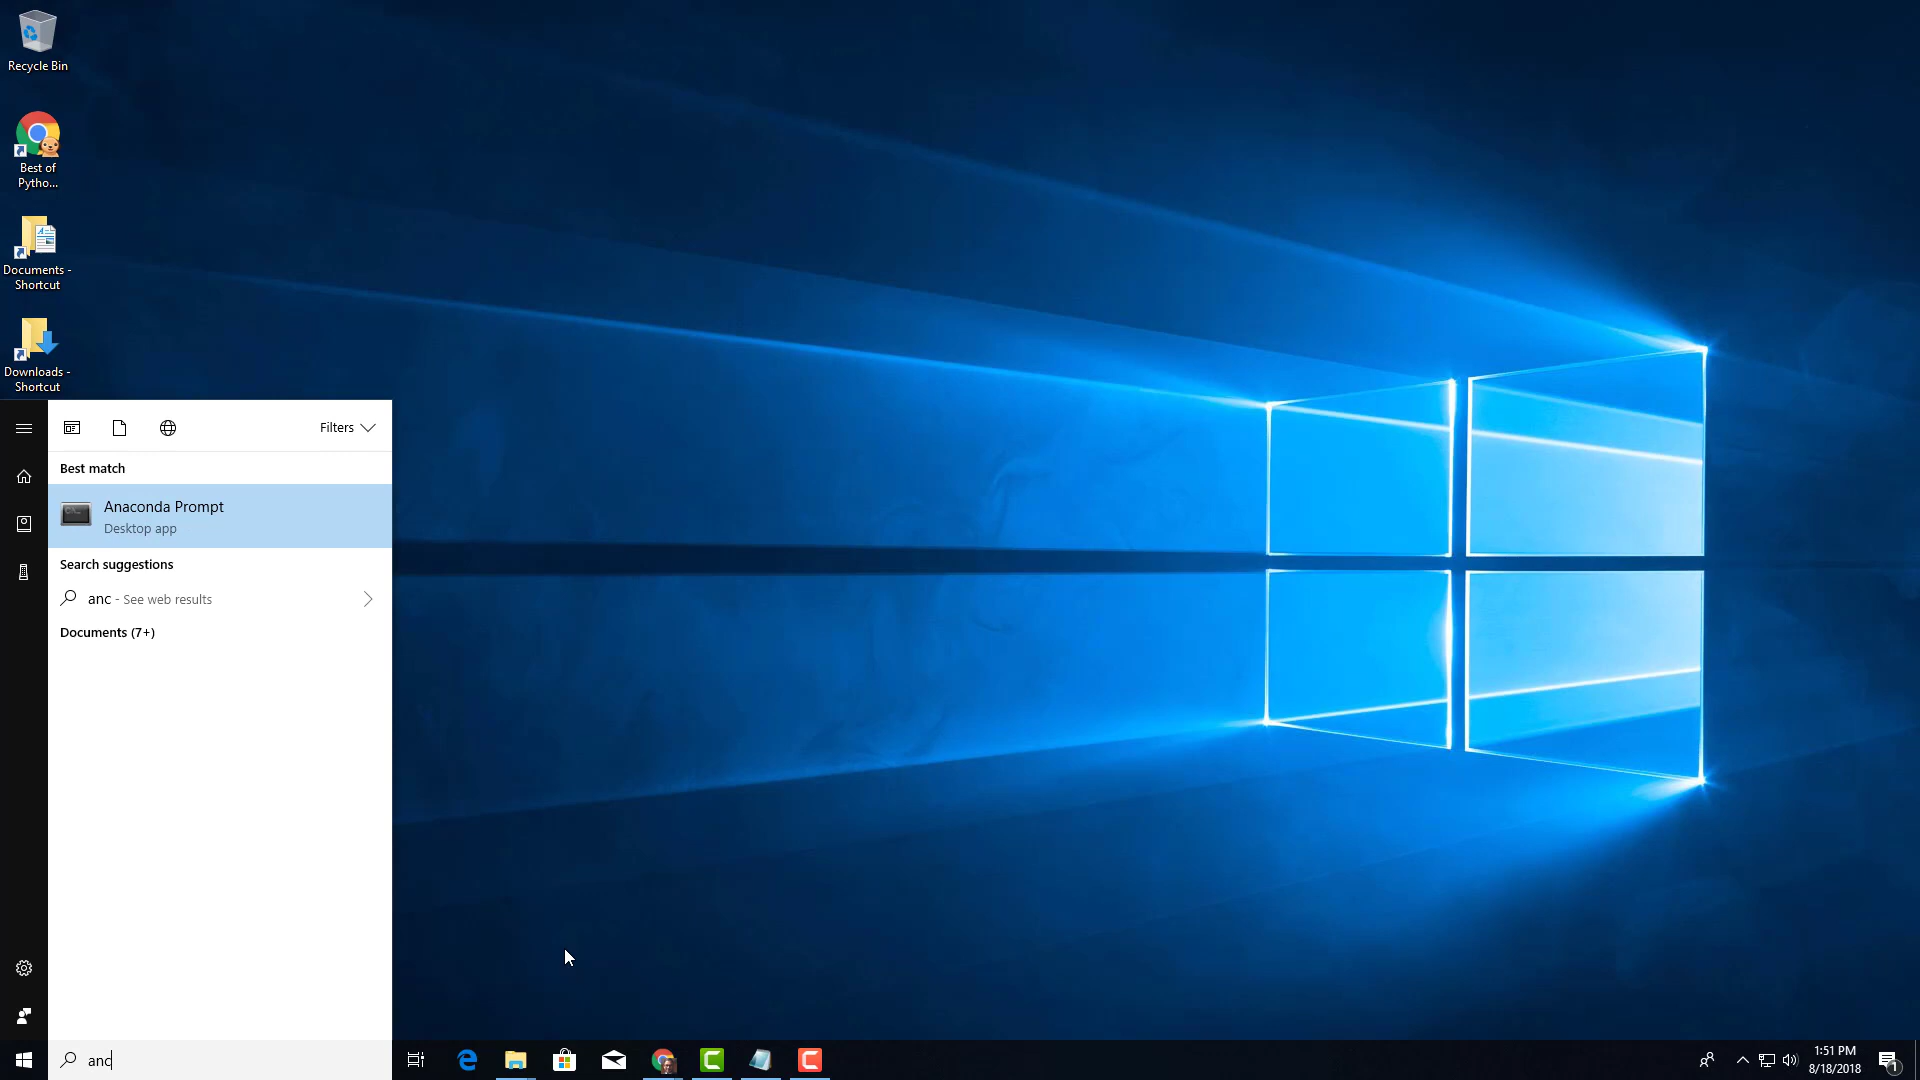 Recycle Bin
Best of
Pytho...
Documents -
Shortcut
Downloads -
Shortcut
Filters
Best match
Anaconda Prompt
Desktop app
Search suggestions
anc - See web results
Documents (7+)
anc
1:51 PM
8/18/2018
1